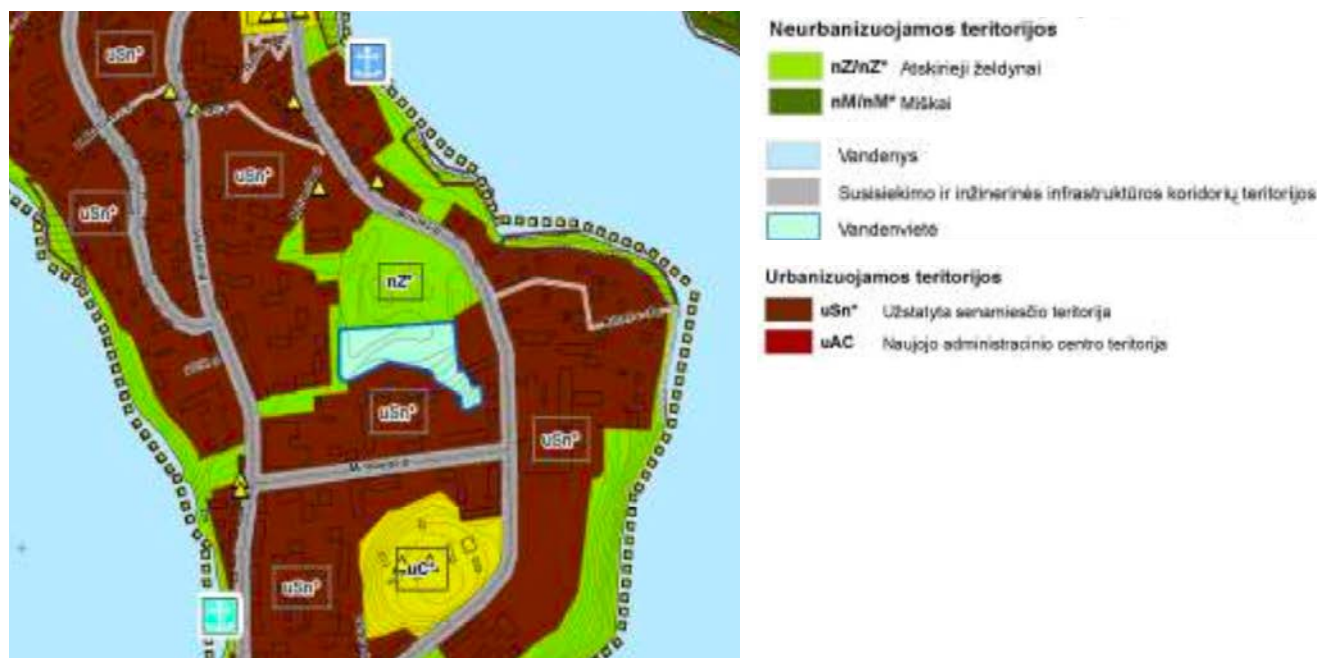 uSn*
uSn*
uSn*
nZ*
uSn*
uSn*
uC*
uSn*
Neurbanizuojamos teritorijos
nZ/nZ* Atskirieji želdynai
nM/nM* Miškai
Vandenys
Susisiekimo ir inžinerinės infrastruktūros koridorių teritorijos
Vandenvietė
Urbanizuojamos teritorijos
uSn* Užstatyta senamiesčio teritorija
uAC Naujojo administracinio centro teritorija